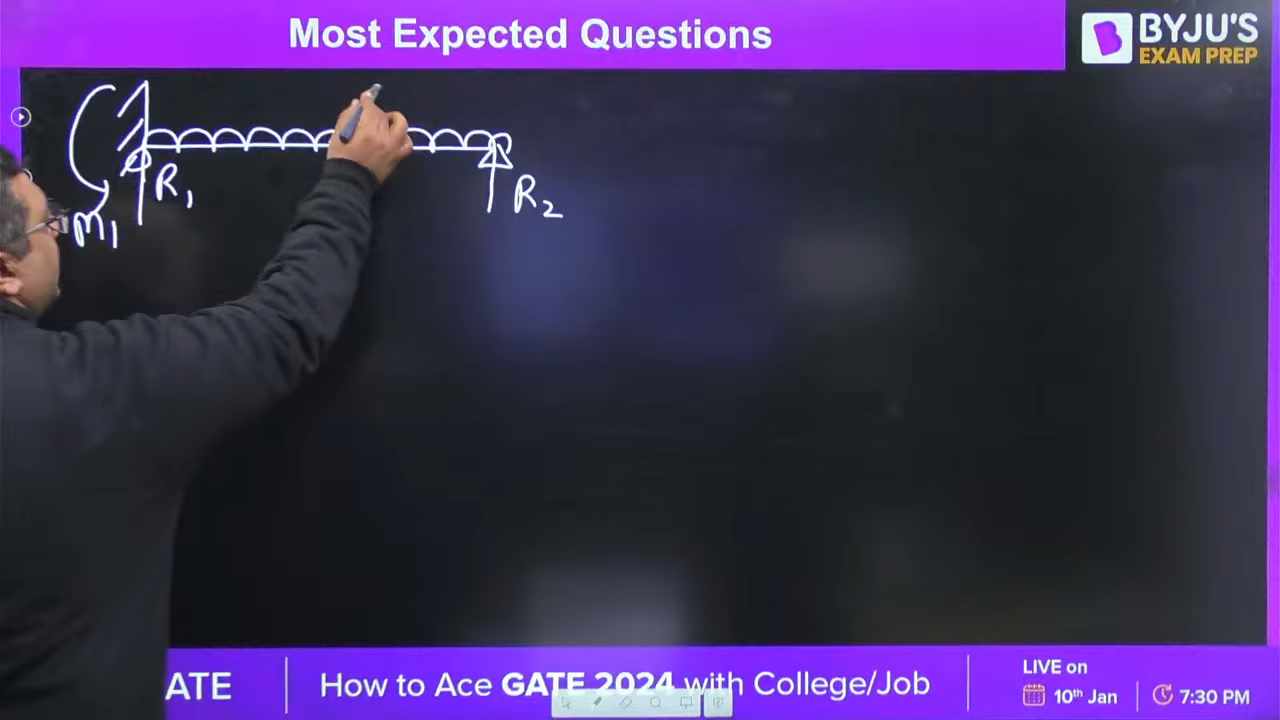 Most Expected Questions
BYJU'S
EXAM PREP
R1
M1
R2
ATE
How to Ace GATE 2024 with College/Job
LIVE on
10th Jan
7:30 PM